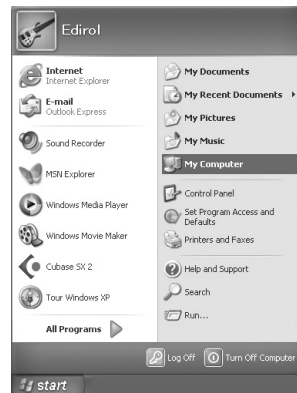 Edirol
Internet
Internet Explorer
E-mail
Outlook Express
Sound Recorder
MSN Explorer
Windows Media Player
Windows Movie Maker
Cubase SX 2
Tour Windows XP
All Programs
My Documents
My Recent Documents
My Pictures
My Music
My Computer
Control Panel
Set Program Access and
Defaults
Printers and Faxes
Help and Support
Search
Run...
Log Off
Turn Off Computer
start